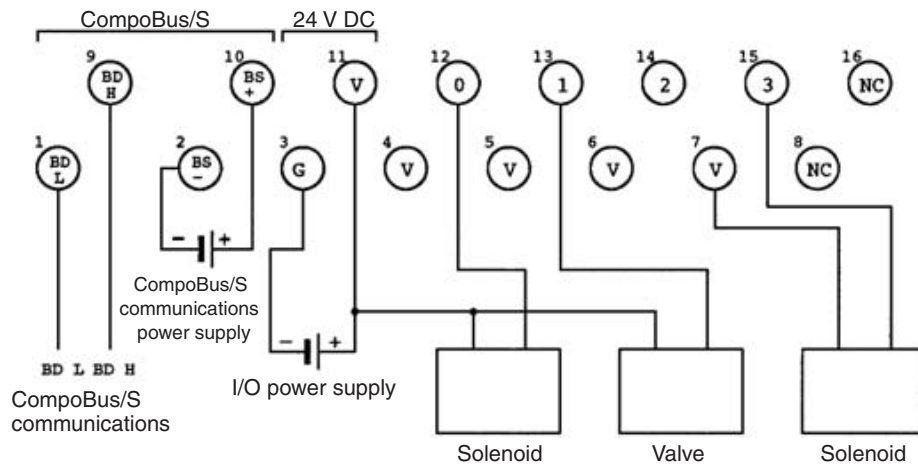 CompoBus/S 24 V DC
9 10 11 12 13 14 15 16
BD H BS + V 0 1 2 3 NC
1 2 3 4 5 6 7 8
BD L BS − G V V V V NC
− +
CompoBus/S
communications
power supply
− +
I/O power supply
BD L BD H
CompoBus/S
communications
Solenoid Valve Solenoid